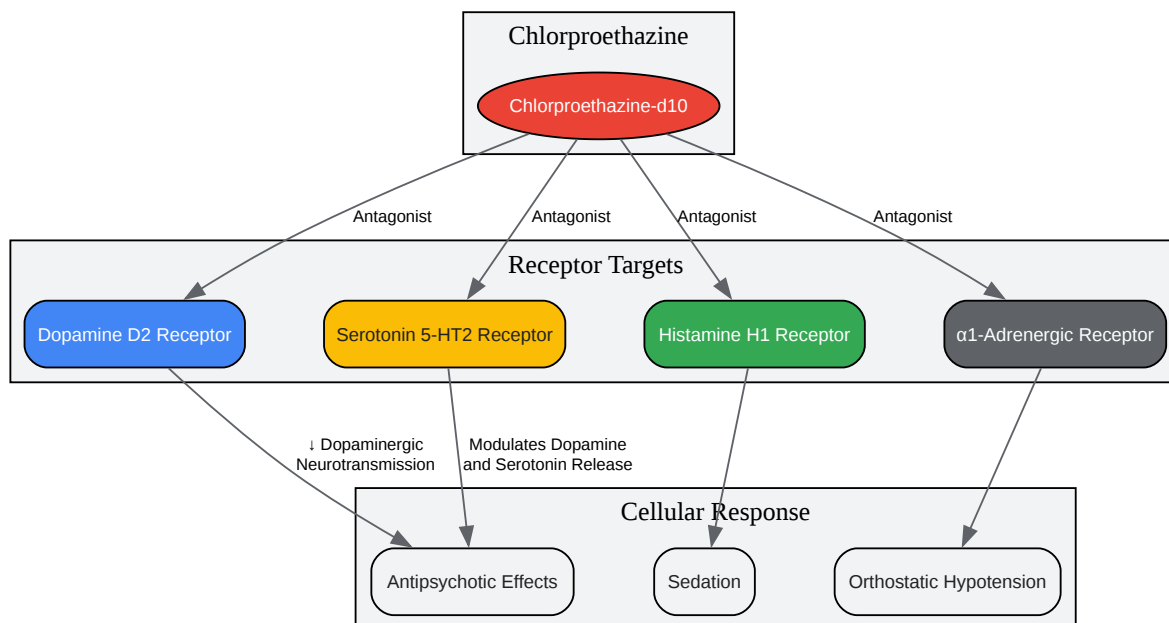 Chlorproethazine
Chlorproethazine-d10
Antagonist
Antagonist
Antagonist
Antagonist
Receptor Targets
Dopamine D2 Receptor
Serotonin 5-HT2 Receptor
Histamine H1 Receptor
α1-Adrenergic Receptor
↓ Dopaminergic
Neurotransmission
Modulates Dopamine
and Serotonin Release
Cellular Response
Antipsychotic Effects
Sedation
Orthostatic Hypotension